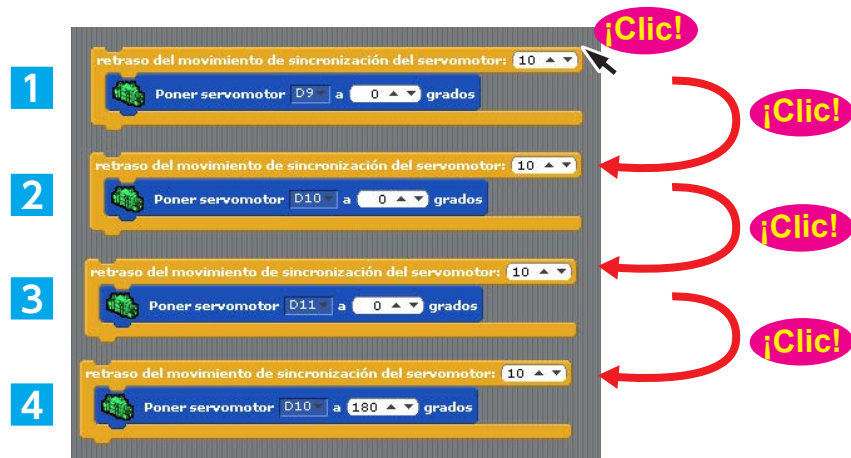 ¡Clic!
retraso del movimiento de sincronización del servomotor: 10
1
Poner servomotor D9 a 0 grados
¡Clic!
retraso del movimiento de sincronización del servomotor: 10
2
Poner servomotor D10 a 0 grados
¡Clic!
retraso del movimiento de sincronización del servomotor: 10
3
Poner servomotor D11 a 0 grados
¡Clic!
retraso del movimiento de sincronización del servomotor: 10
4
Poner servomotor D10 a 180 grados